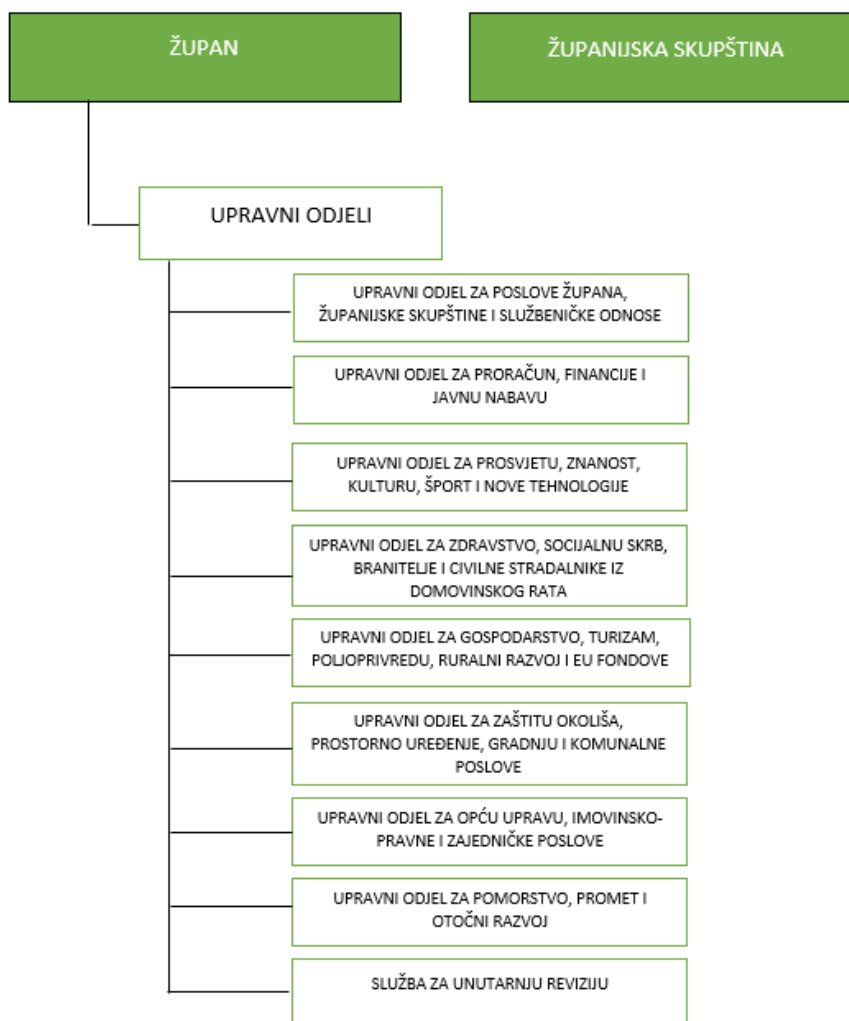 ŽUPAN
ŽUPANIJSKA SKUPŠTINA
UPRAVNI ODJELI
UPRAVNI ODJEL ZA POSLOVE ŽUPANA,
ŽUPANIJSKE SKUPŠTINE I SLUŽBENIČKE ODNOSE
UPRAVNI ODJEL ZA PRORAČUN, FINANCIJE I
JAVNU NABAVU
UPRAVNI ODJEL ZA PROSVJETU, ZNANOST,
KULTURU, ŠPORT I NOVE TEHNOLOGIJE
UPRAVNI ODJEL ZA ZDRAVSTVO, SOCIJALNU SKRB,
BRANITELJE I CIVILNE STRADALNIKE IZ
DOMOVINSKOG RATA
UPRAVNI ODJEL ZA GOSPODARSTVO, TURIZAM,
POLJOPRIVREDU, RURALNI RAZVOJ I EU FONDOVE
UPRAVNI ODJEL ZA ZAŠTITU OKOLIŠA,
PROSTORNO UREĐENJE, GRADNJU I KOMUNALNE
POSLOVE
UPRAVNI ODJEL ZA OPĆU UPRAVU, IMOVINSKO-
PRAVNE I ZAJEDNIČKE POSLOVE
UPRAVNI ODJEL ZA POMORSTVO, PROMET I
OTOČNI RAZVOJ
SLUŽBA ZA UNUTARNJU REVIZIJU